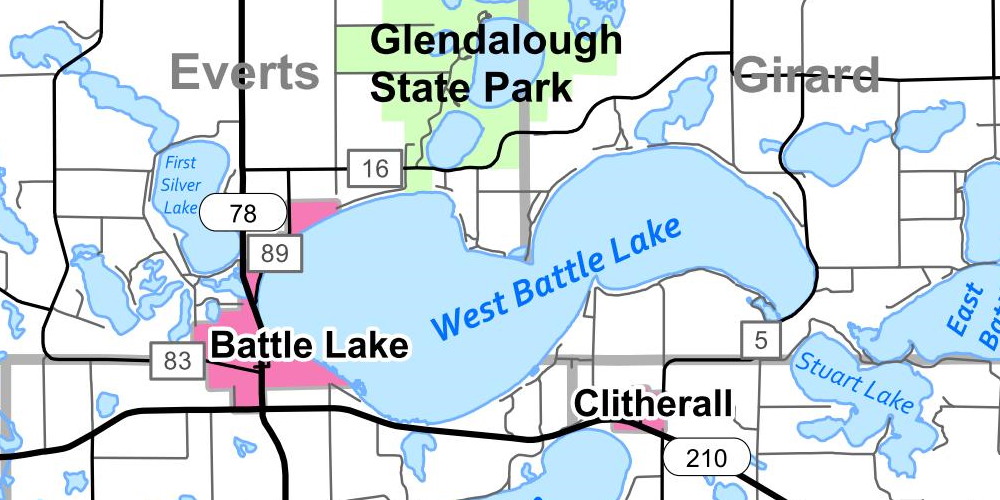 Glendalough
State Park
Everts
Girard
First
Silver
Lake
16
78
89
West Battle Lake
East
Battle Lake
83
5
Stuart Lake
Clitherall
210